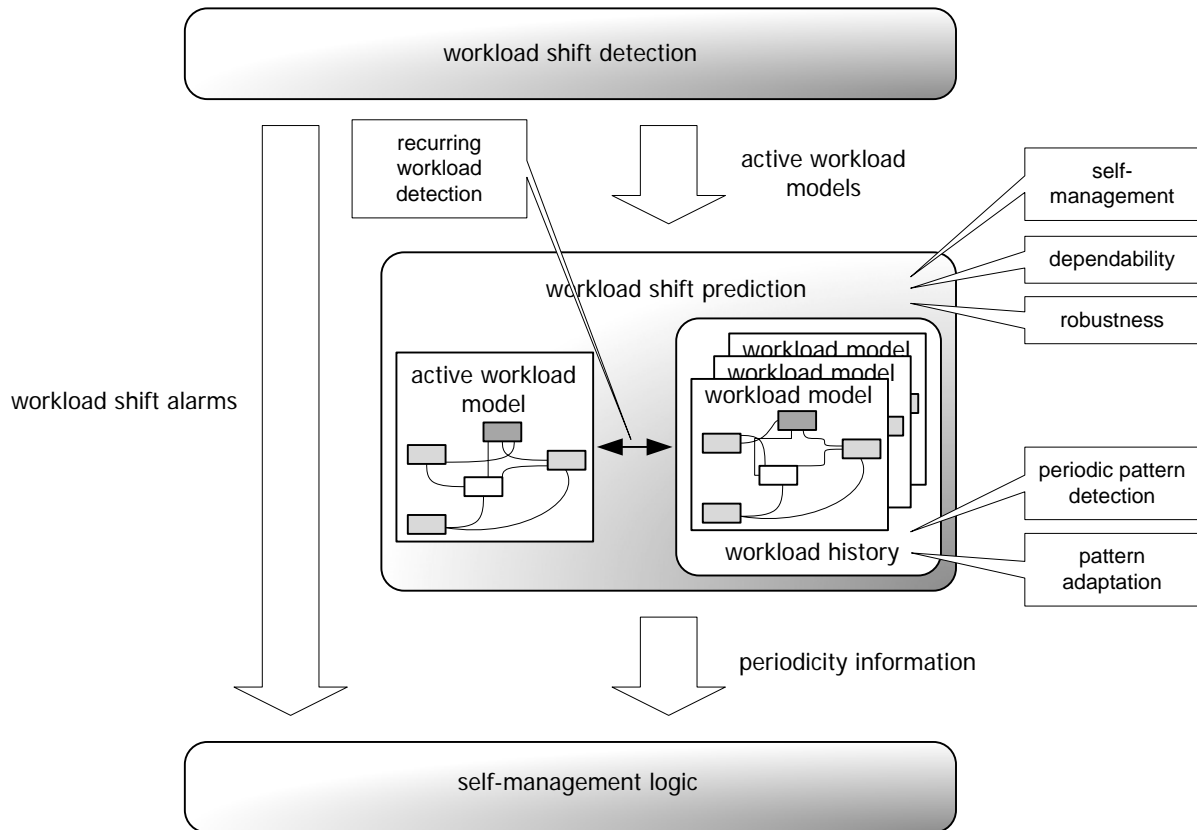 workload shift detection
recurring
workload
detection
active workload
models
self-
management
dependability
robustness
workload shift prediction
workload model
workload model
workload model
active workload
model
workload shift alarms
periodic pattern
detection
pattern
adaptation
workload history
periodicity information
self-management logic